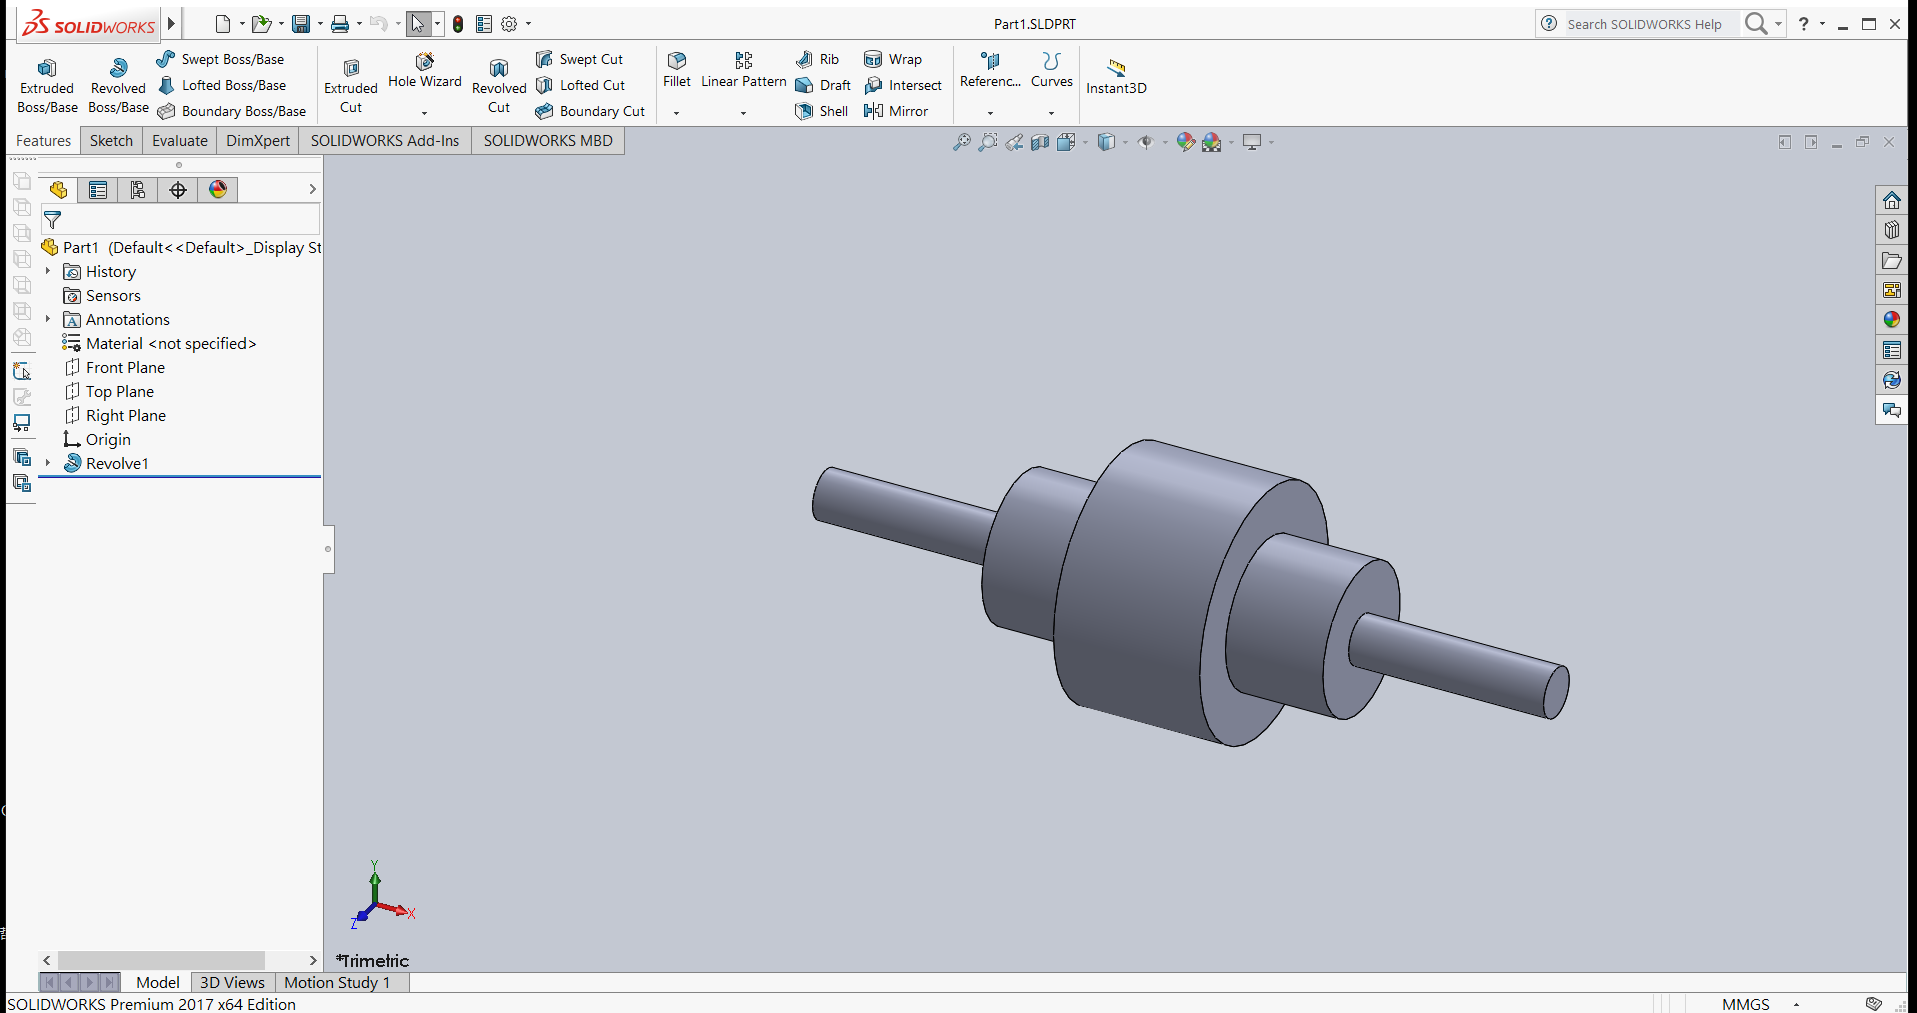 SOLIDWORKS
Part1.SLDPRT
Search SOLIDWORKS Help
?
Extruded
Boss/Base
Revolved
Boss/Base
Swept Boss/Base
Lofted Boss/Base
Boundary Boss/Base
Extruded
Cut
Hole Wizard
Revolved
Cut
Swept Cut
Lofted Cut
Boundary Cut
Fillet
Linear Pattern
Rib
Draft
Shell
Wrap
Intersect
Mirror
Referenc...
Curves
Instant3D
Features
Sketch
Evaluate
DimXpert
SOLIDWORKS Add-Ins
SOLIDWORKS MBD
Part1 (Default<<Default>_Display St
History
Sensors
Annotations
Material <not specified>
Front Plane
Top Plane
Right Plane
Origin
Revolve1
Y
X
Z
*Trimetric
Model
3D Views
Motion Study 1
SOLIDWORKS Premium 2017 x64 Edition
MMGS